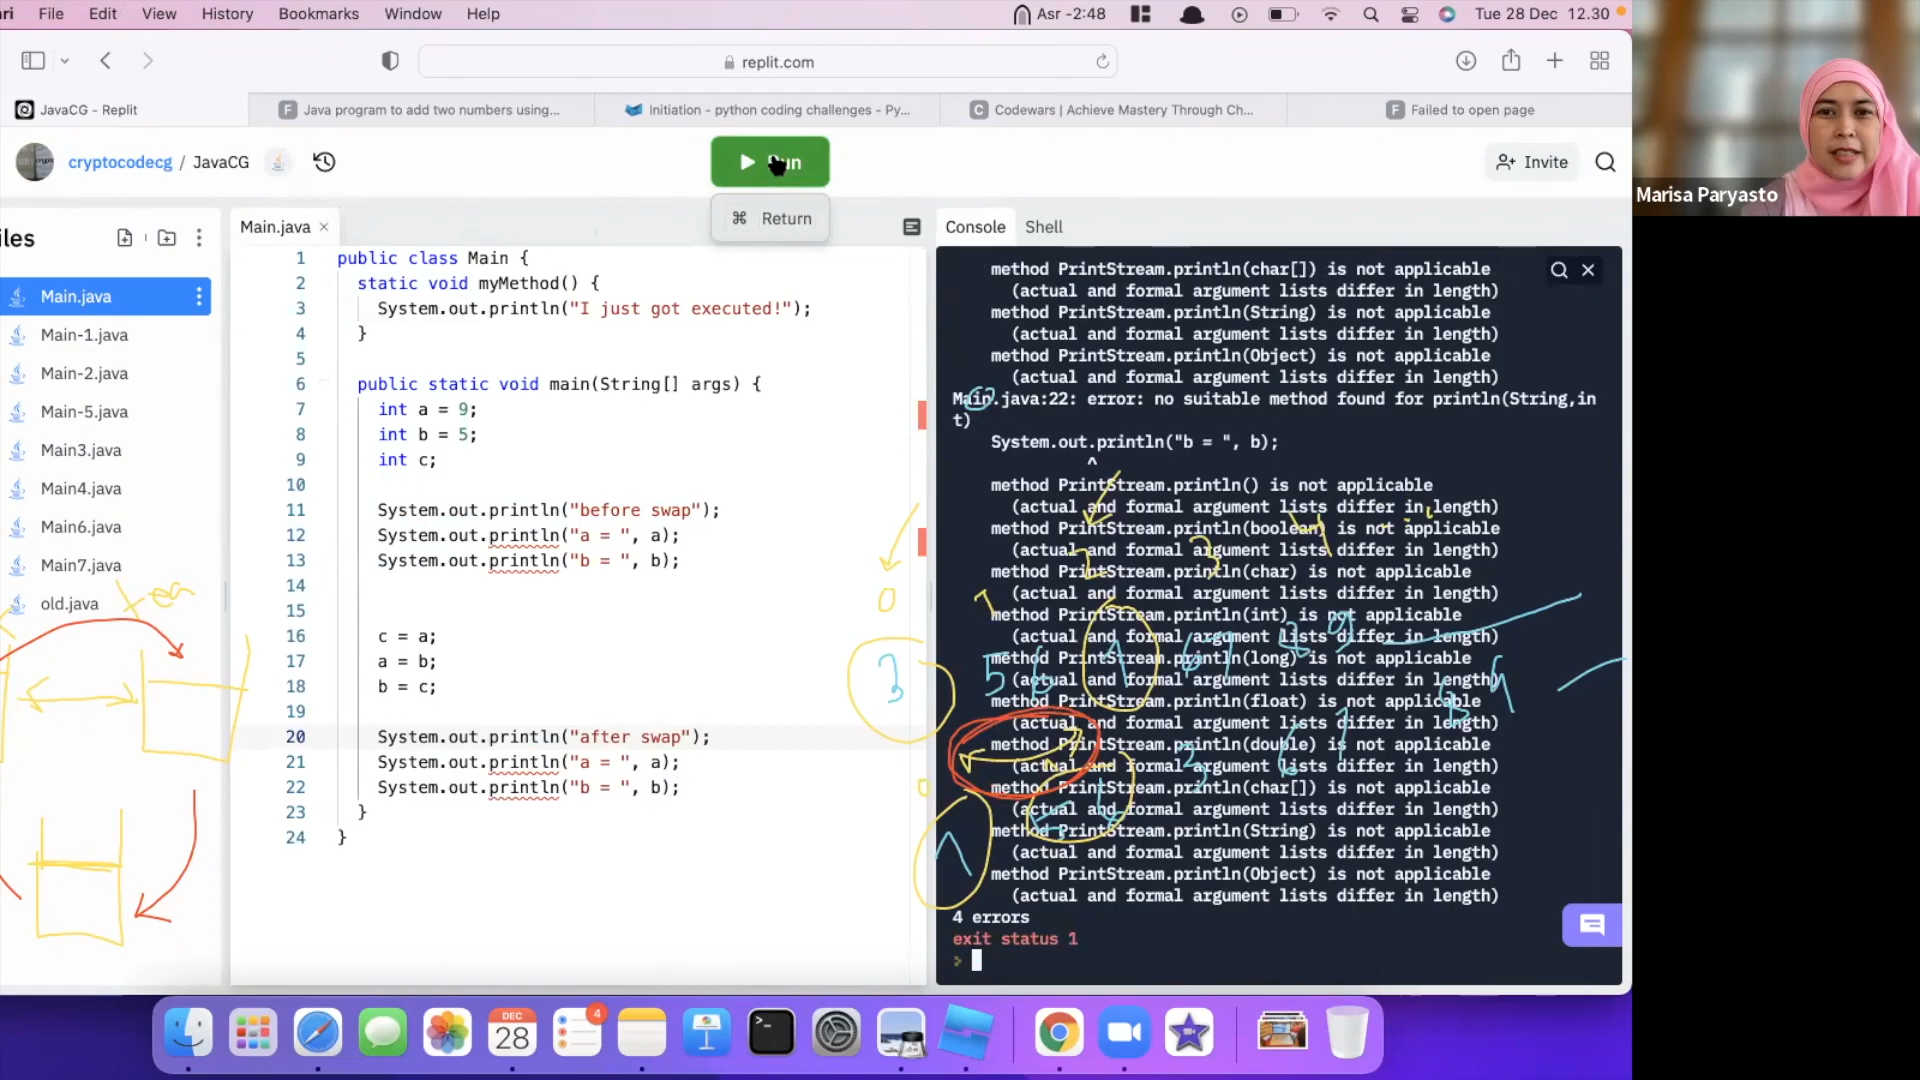 ri File Edit View History Bookmarks Window Help Asr -2:48 Tue 28 Dec 12.30
replit.com
JavaCG - Replit
F Java program to add two numbers using...
Initiation - python coding challenges - Py...
C Codewars | Achieve Mastery Through Ch...
F Failed to open page
cryptocodecg / JavaCG
Run
Invite
⌘ Return
Marisa Paryasto
iles
Main.java
Main-1.java
Main-2.java
Main-5.java
Main3.java
Main4.java
Main6.java
Main7.java
old.java
Main.java ×
1 public class Main {
2 static void myMethod() {
3 System.out.println("I just got executed!");
4 }
5
6 public static void main(String[] args) {
7 int a = 9;
8 int b = 5;
9 int c;
10
11 System.out.println("before swap");
12 System.out.println("a = ", a);
13 System.out.println("b = ", b);
14
15
16 c = a;
17 a = b;
18 b = c;
19
20 System.out.println("after swap");
21 System.out.println("a = ", a);
22 System.out.println("b = ", b);
23 }
24 }
Console Shell
method PrintStream.println(char[]) is not applicable
(actual and formal argument lists differ in length)
method PrintStream.println(String) is not applicable
(actual and formal argument lists differ in length)
method PrintStream.println(Object) is not applicable
(actual and formal argument lists differ in length)
Main.java:22: error: no suitable method found for println(String,in
t)
System.out.println("b = ", b);
^
method PrintStream.println() is not applicable
(actual and formal argument lists differ in length)
method PrintStream.println(boolean) is not applicable
(actual and formal argument lists differ in length)
method PrintStream.println(char) is not applicable
(actual and formal argument lists differ in length)
method PrintStream.println(int) is not applicable
(actual and formal argument lists differ in length)
method PrintStream.println(long) is not applicable
(actual and formal argument lists differ in length)
method PrintStream.println(float) is not applicable
(actual and formal argument lists differ in length)
method PrintStream.println(double) is not applicable
(actual and formal argument lists differ in length)
method PrintStream.println(char[]) is not applicable
(actual and formal argument lists differ in length)
method PrintStream.println(String) is not applicable
(actual and formal argument lists differ in length)
method PrintStream.println(Object) is not applicable
(actual and formal argument lists differ in length)
4 errors
exit status 1
0
2 3 4
3
5 6 1 6 7 8 9
3 6 1 8 9
4
DEC
28